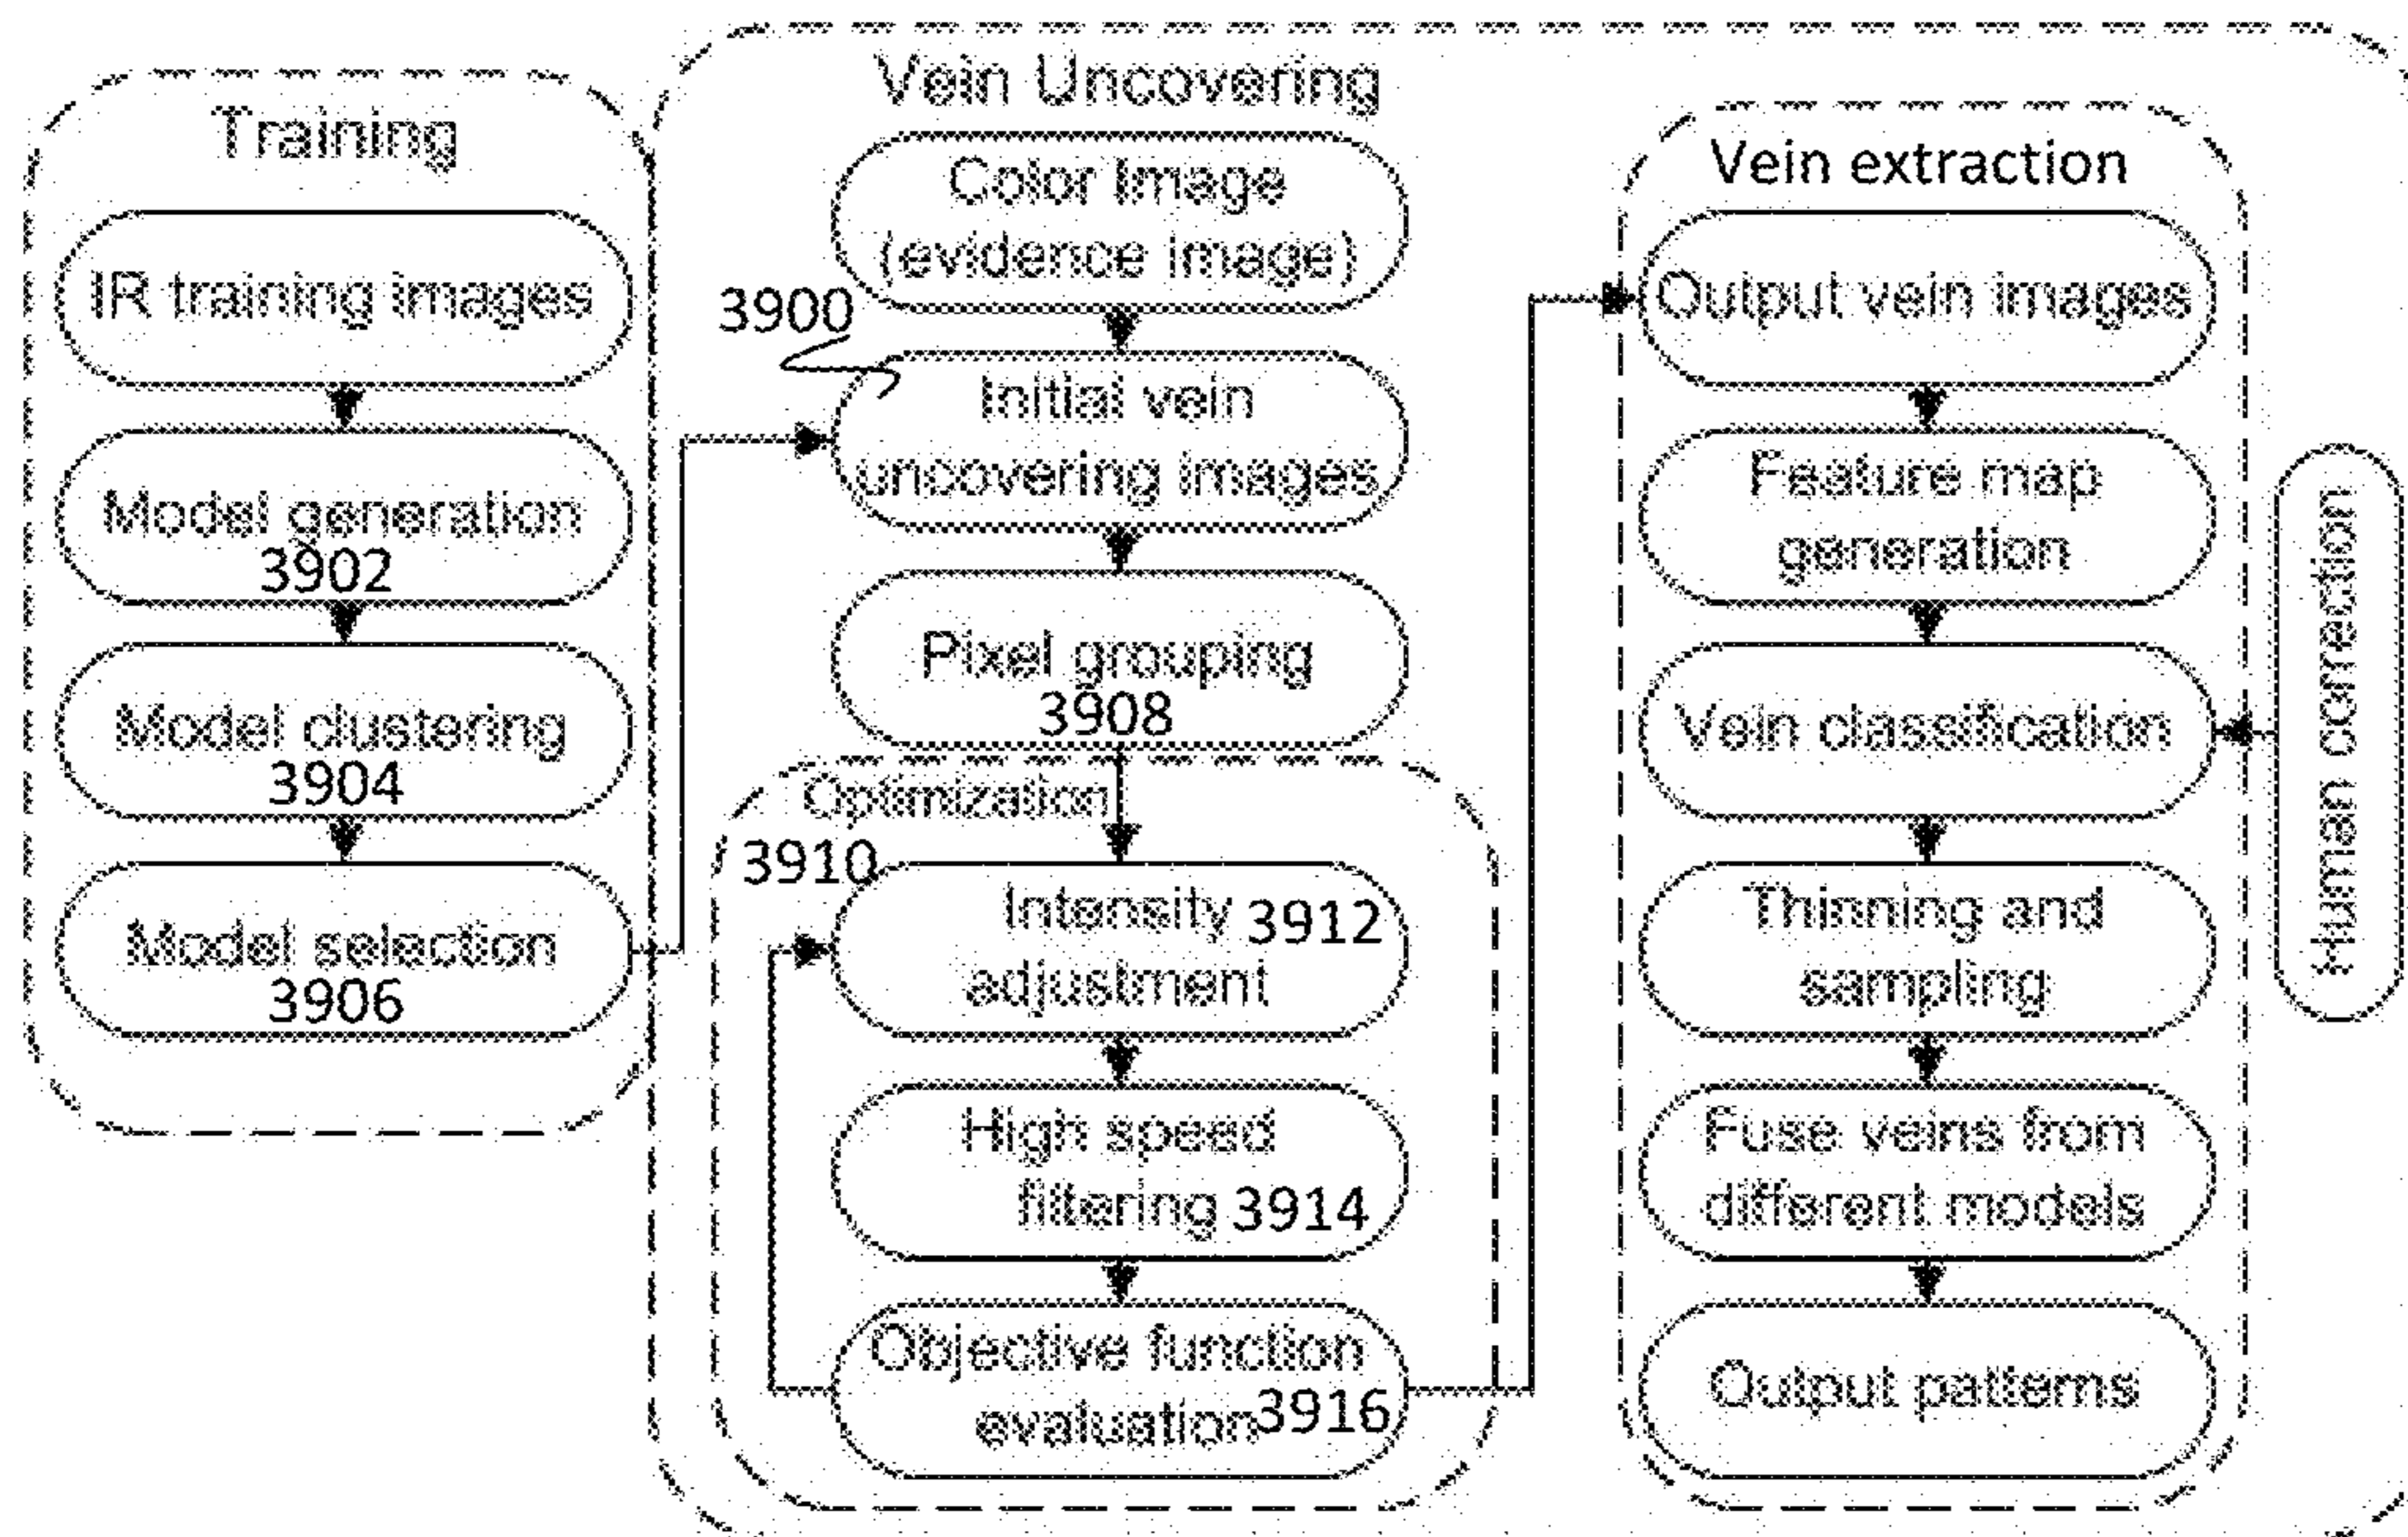 Training
IR training images
Model generation
3902
Model clustering
3904
Model selection
3906
Vein Uncovering
Color Image
(evidence image)
3900
Initial vein
uncovering images
Pixel grouping
3908
Optimization
3910
Intensity 3912
adjustment
High speed
filtering 3914
Objective function
evaluation 3916
Vein extraction
Output vein images
Feature map
generation
Vein classification
Thinning and
sampling
Fuse veins from
different models
Output patterns
Human correction